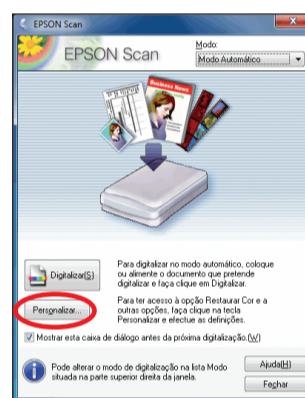 EPSON Scan
EPSON Scan
Modo:
Modo Automático
Business News
Digitalizar(S)
Para digitalizar no modo automático, coloque
ou alimente o documento que pretende
digitalizar e faça clique em Digitalizar.
Personalizar...
Para ter acesso à opção Restaurar Cor e a
outras opções, faça clique na tecla
Personalizar e efectue as definições.
Mostrar esta caixa de diálogo antes da próxima digitalização.(W)
Pode alterar o modo de digitalização na lista Modo
situada na parte superior direita da janela.
Ajuda(H)
Fechar